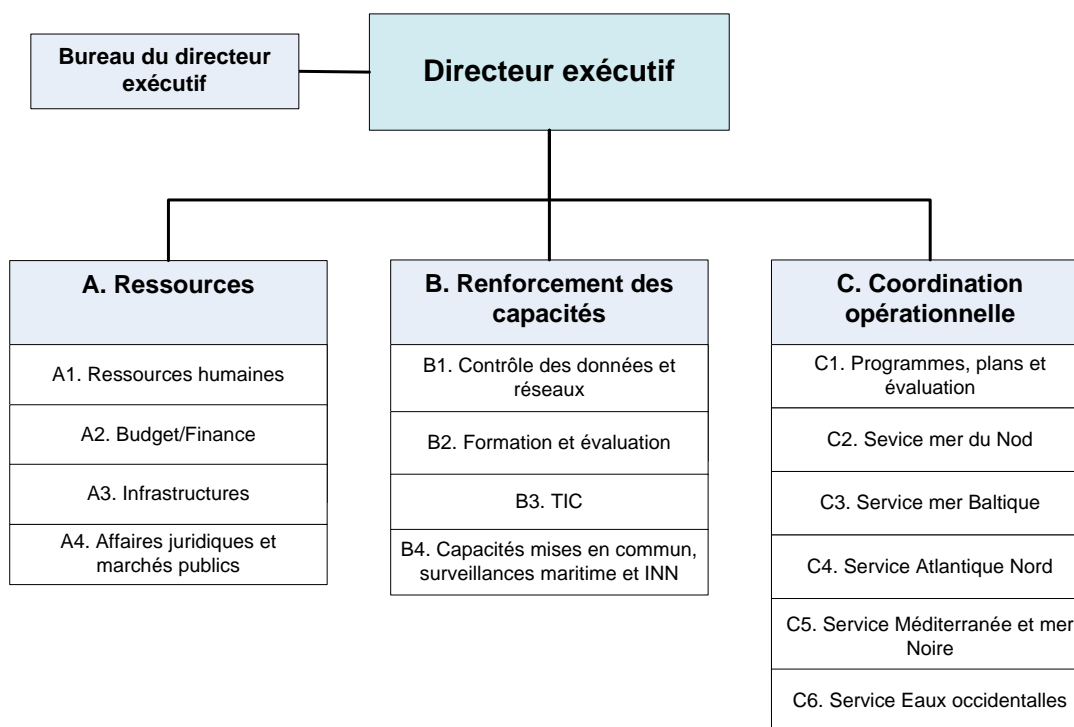 Bureau du directeur
exécutif
Directeur exécutif
A. Ressources
A1. Ressources humaines
A2. Budget/Finance
A3. Infrastructures
A4. Affaires juridiques et
marchés publics
B. Renforcement des
capacités
B1. Contrôle des données et
réseaux
B2. Formation et évaluation
B3. TIC
B4. Capacités mises en commun,
surveillances maritime et INN
C. Coordination
opérationnelle
C1. Programmes, plans et
évaluation
C2. Sevice mer du Nod
C3. Service mer Baltique
C4. Service Atlantique Nord
C5. Service Méditerranée et mer
Noire
C6. Service Eaux occidentalles